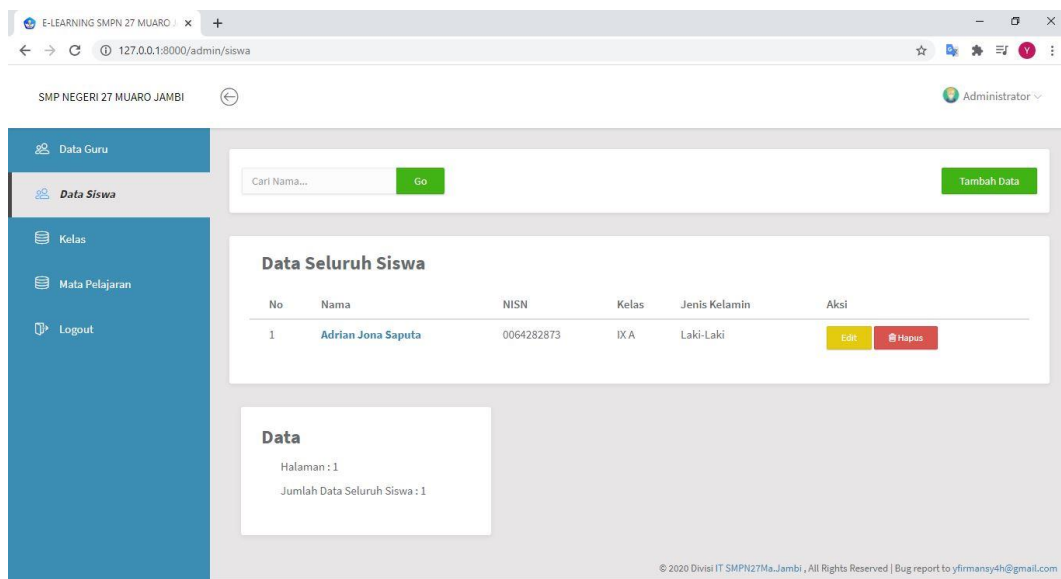 E-LEARNING SMPN 27 MUARO J
127.0.0.1:8000/admin/siswa
Y
SMP NEGERI 27 MUARO JAMBI
Administrator
Data Guru
Data Siswa
Kelas
Mata Pelajaran
Logout
Cari Nama... Go Tambah Data
Data Seluruh Siswa
No Nama NISN Kelas Jenis Kelamin Aksi
1 Adrian Jona Saputa 0064282873 IX A Laki-Laki Edit Hapus
Data
Halaman : 1
Jumlah Data Seluruh Siswa : 1
© 2020 Divisi IT SMPN27Ma.Jambi , All Rights Reserved | Bug report to yfirmansy4h@gmail.com